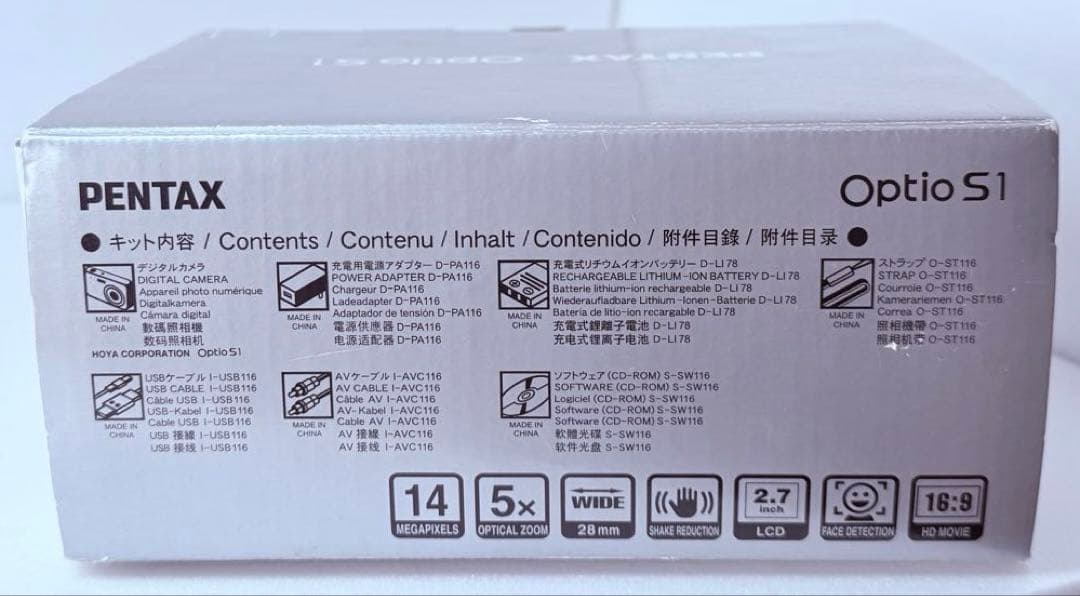 PENTAX Optio S1
PENTAX
Optio S1
● キット内容 / Contents / Contenu / Inhalt / Contenido / 附件目錄 / 附件目录 ●
デジタルカメラ
DIGITAL CAMERA
Appareil photo numérique
Digitalkamera
Cámara digital
數碼照相機
数码照相机
MADE IN
CHINA
HOYA CORPORATION Optio S1
充電用電源アダプター D-PA116
POWER ADAPTER D-PA116
Chargeur D-PA116
Ladeadapter D-PA116
Adaptador de tensión D-PA116
電源供應器 D-PA116
电源适配器 D-PA116
MADE IN
CHINA
充電式リチウムイオンバッテリー D-LI78
RECHARGEABLE LITHIUM-ION BATTERY D-LI78
Batterie lithium-ion rechargeable D-LI78
Wiederaufladbare Lithium-Ionen-Batterie D-LI78
Batería de litio-ion recargable D-LI78
充電式鋰離子電池 D-LI78
充电式锂离子电池 D-LI78
MADE IN
CHINA
ストラップ O-ST116
STRAP O-ST116
Courroie O-ST116
Kamerariemen O-ST116
Correa O-ST116
照相機帶 O-ST116
照相机带 O-ST116
MADE IN
CHINA
USBケーブル I-USB116
USB CABLE I-USB116
Câble USB I-USB116
USB-Kabel I-USB116
Cable USB I-USB116
USB 接線 I-USB116
USB 接线 I-USB116
MADE IN
CHINA
AVケーブル I-AVC116
AV CABLE I-AVC116
Câble AV I-AVC116
AV-Kabel I-AVC116
Cable AV I-AVC116
AV 接線 I-AVC116
AV 接线 I-AVC116
MADE IN
CHINA
ソフトウェア (CD-ROM) S-SW116
SOFTWARE (CD-ROM) S-SW116
Logiciel (CD-ROM) S-SW116
Software (CD-ROM) S-SW116
Software (CD-ROM) S-SW116
軟體光碟 S-SW116
软件光盘 S-SW116
MADE IN
CHINA
14
MEGAPIXELS
5x
OPTICAL ZOOM
WIDE
28mm
SHAKE REDUCTION
2.7
inch
LCD
FACE DETECTION
16:9
HD MOVIE